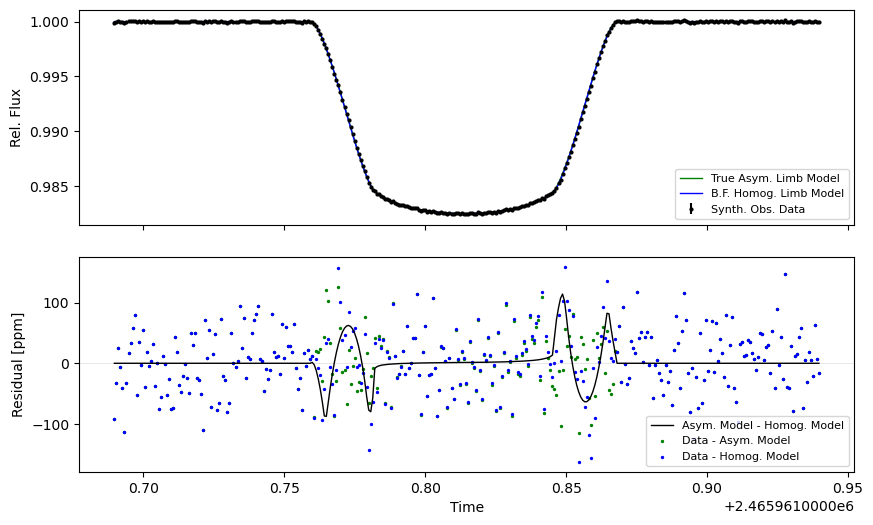 1.000
0.995
0.990
0.985
Rel. Flux
True Asym. Limb Model
B.F. Homog. Limb Model
Synth. Obs. Data
100
0
−100
Residual [ppm]
Asym. Model - Homog. Model
Data - Asym. Model
Data - Homog. Model
0.70
0.75
0.80
0.85
0.90
0.95
Time
+2.4659610000e6